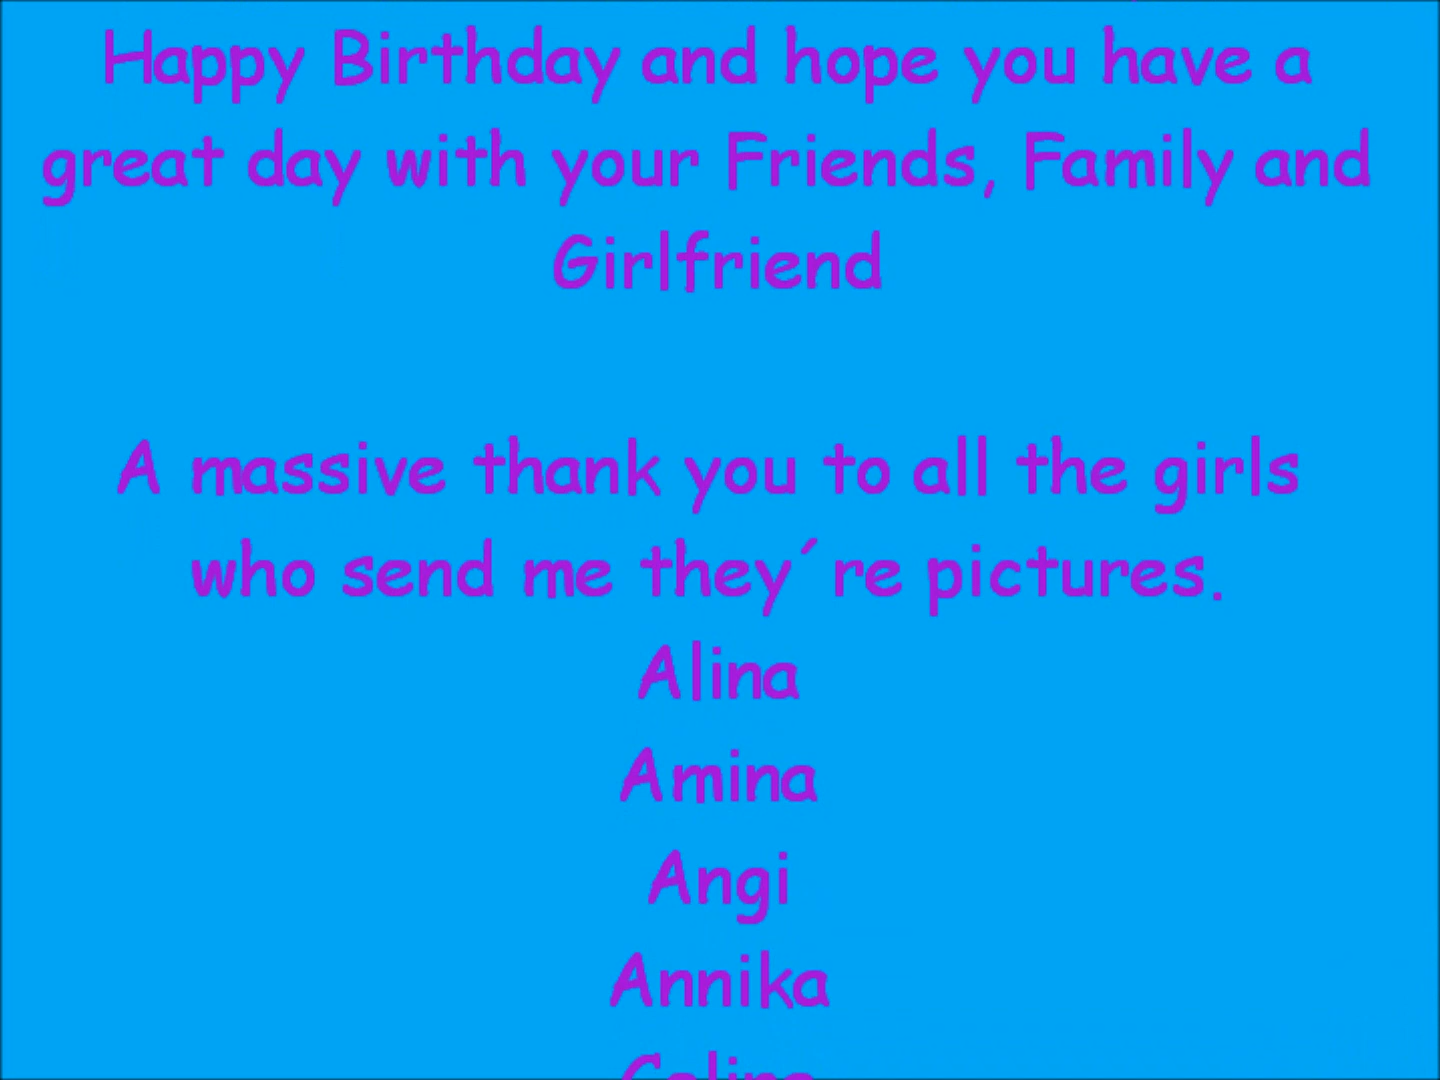 Happy Birthday and hope you have a
great day with your Friends, Family and
Girlfriend
A massive thank you to all the girls
who send me they´re pictures.
Alina
Amina
Angi
Annika